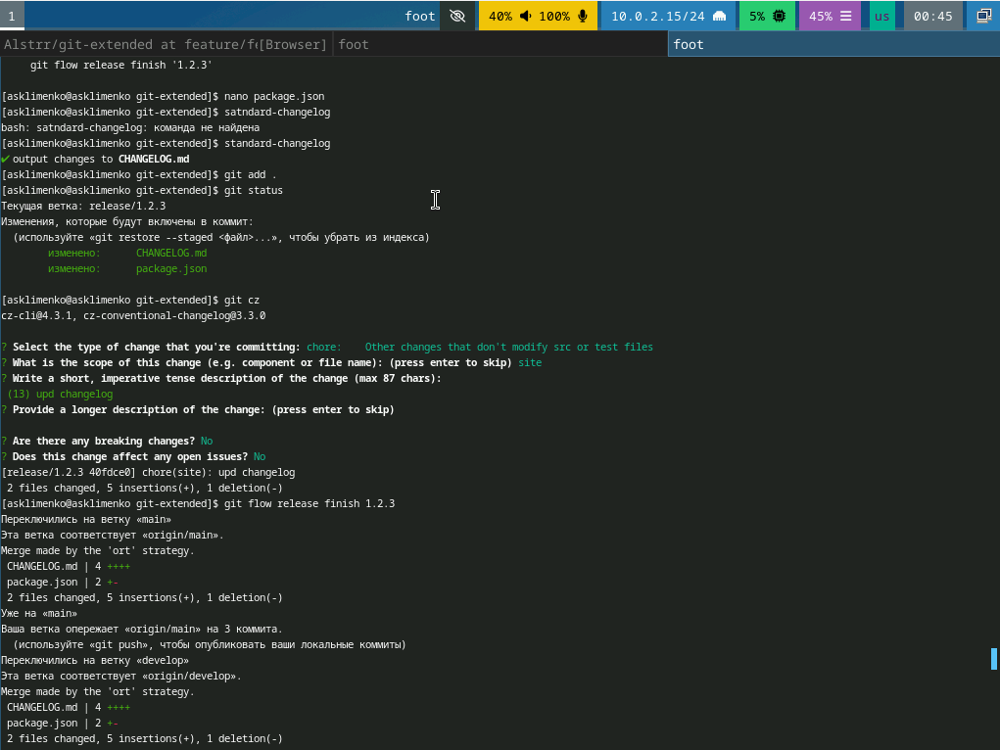 1
foot
40% 100%
10.0.2.15/24
5%
45%
us
00:45
Alstrr/git-extended at feature/f‹[Browser]
foot
foot
git flow release finish '1.2.3'
[asklimenko@asklimenko git-extended]$ nano package.json
[asklimenko@asklimenko git-extended]$ satndard-changelog
bash: satndard-changelog: команда не найдена
[asklimenko@asklimenko git-extended]$ standard-changelog
✔ output changes to CHANGELOG.md
[asklimenko@asklimenko git-extended]$ git add .
[asklimenko@asklimenko git-extended]$ git status
Текущая ветка: release/1.2.3
Изменения, которые будут включены в коммит:
(используйте «git restore --staged <файл>...», чтобы убрать из индекса)
изменено: CHANGELOG.md
изменено: package.json
[asklimenko@asklimenko git-extended]$ git cz
cz-cli@4.3.1, cz-conventional-changelog@3.3.0
? Select the type of change that you're committing: chore: Other changes that don't modify src or test files
? What is the scope of this change (e.g. component or file name): (press enter to skip) site
? Write a short, imperative tense description of the change (max 87 chars):
(13) upd changelog
? Provide a longer description of the change: (press enter to skip)
? Are there any breaking changes? No
? Does this change affect any open issues? No
[release/1.2.3 40fdce0] chore(site): upd changelog
2 files changed, 5 insertions(+), 1 deletion(-)
[asklimenko@asklimenko git-extended]$ git flow release finish 1.2.3
Переключились на ветку «main»
Эта ветка соответствует «origin/main».
Merge made by the 'ort' strategy.
CHANGELOG.md | 4 ++++
package.json | 2 +-
2 files changed, 5 insertions(+), 1 deletion(-)
Уже на «main»
Ваша ветка опережает «origin/main» на 3 коммита.
(используйте «git push», чтобы опубликовать ваши локальные коммиты)
Переключились на ветку «develop»
Эта ветка соответствует «origin/develop».
Merge made by the 'ort' strategy.
CHANGELOG.md | 4 ++++
package.json | 2 +-
2 files changed, 5 insertions(+), 1 deletion(-)